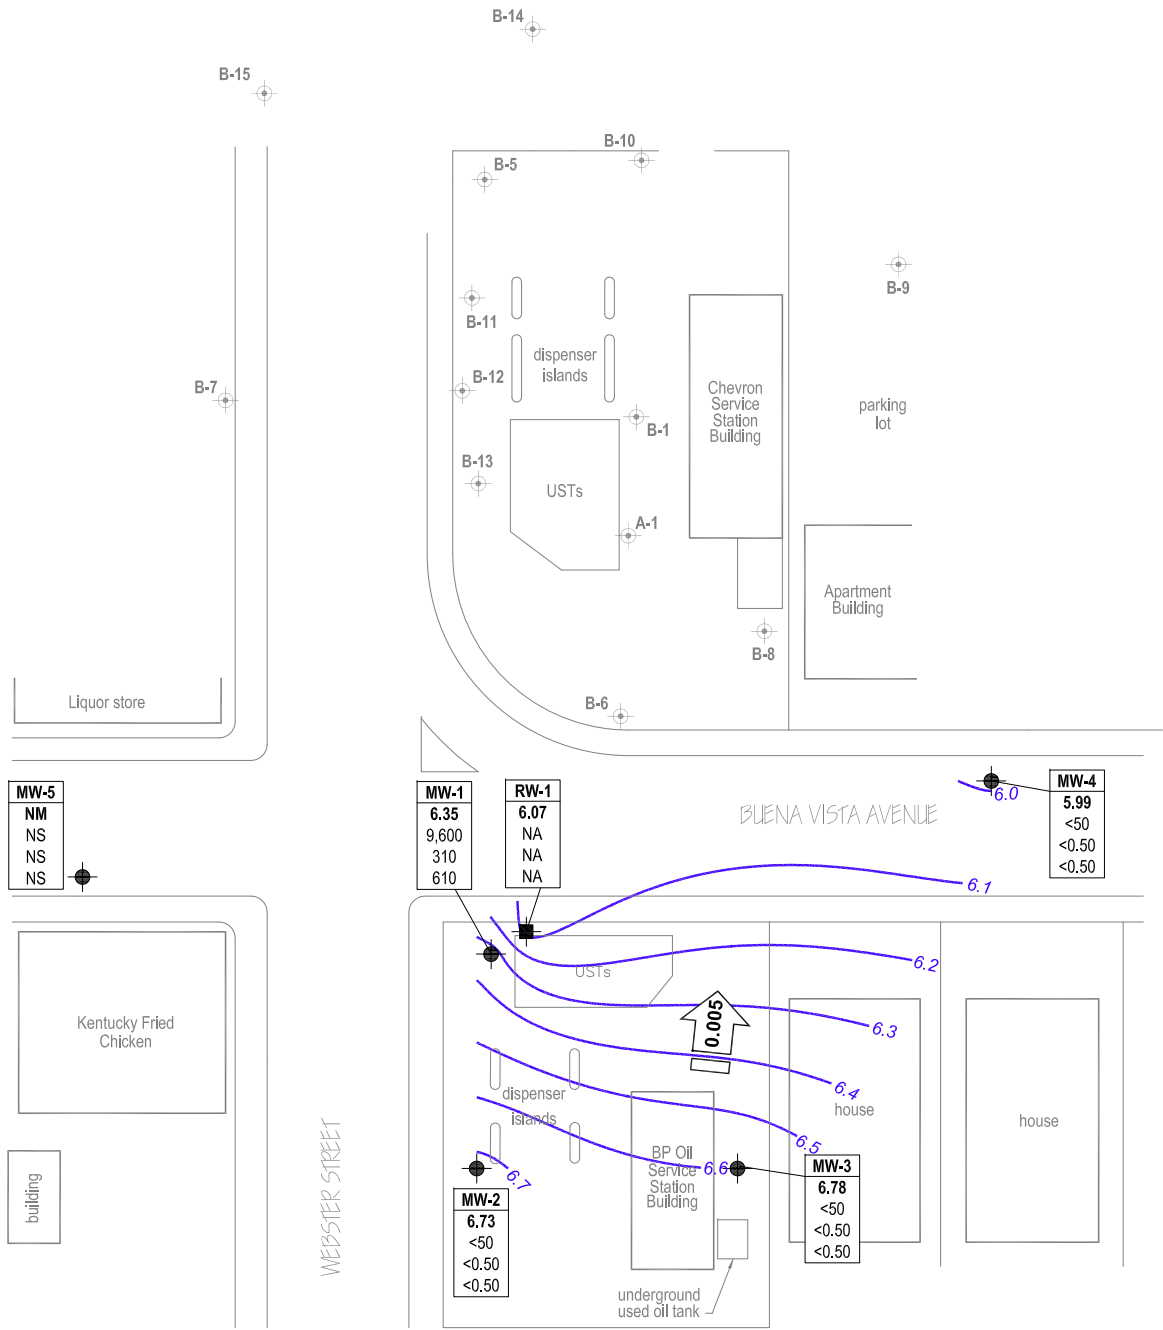 B-14
B-15
B-10
B-5
B-9
B-11
dispenser
islands
B-12
B-7
Chevron
Service
Station
Building
parking
lot
B-1
B-13
USTs
A-1
Apartment
Building
B-8
Liquor store
B-6
MW-5
NM
NS
NS
NS
MW-1
6.35
9,600
310
610
RW-1
6.07
NA
NA
NA
BUENA VISTA AVENUE
6.0
MW-4
5.99
<50
<0.50
<0.50
6.1
6.2
USTs
6.3
0.005
Kentucky Fried
Chicken
6.4
house
house
dispenser
islands
6.5
BP Oil
Service
Station
Building
6.6
6.7
MW-3
6.78
<50
<0.50
<0.50
MW-2
6.73
<50
<0.50
<0.50
building
WEBSTER STREET
underground
used oil tank